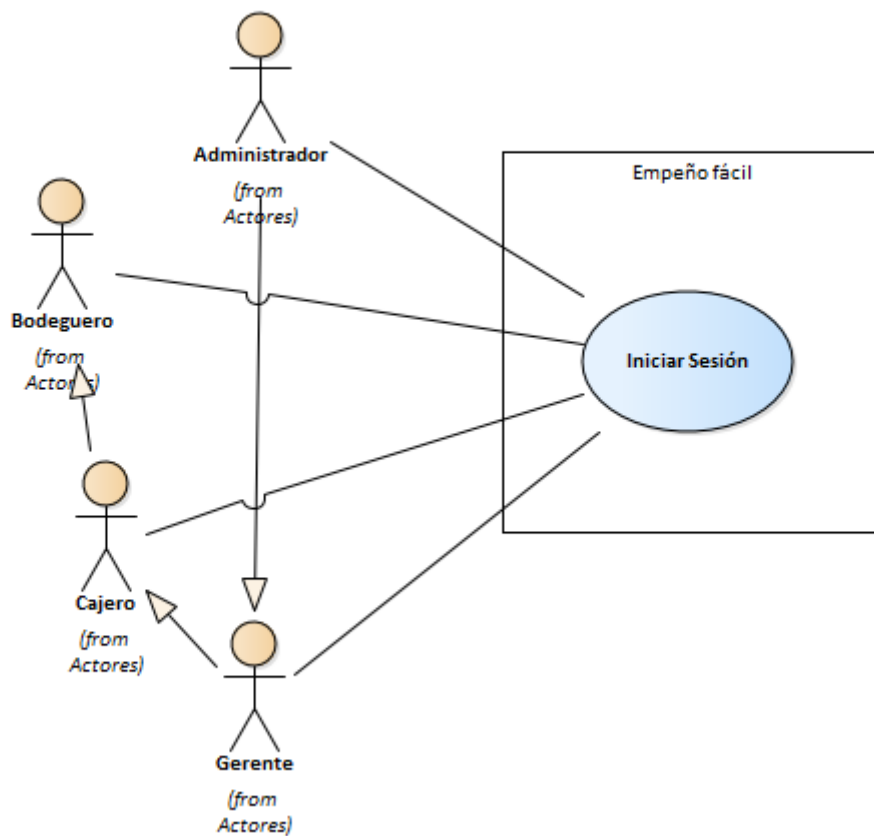 Administrador
(from
Actores)
Empeño fácil
Bodeguero
(from
Actores)
Iniciar Sesión
Cajero
(from
Actores)
Gerente
(from
Actores)